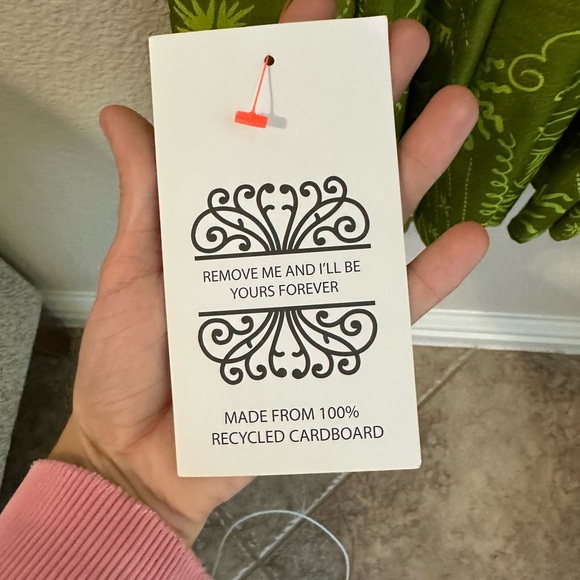 REMOVE ME AND I'LL BE
YOURS FOREVER
MADE FROM 100%
RECYCLED CARDBOARD